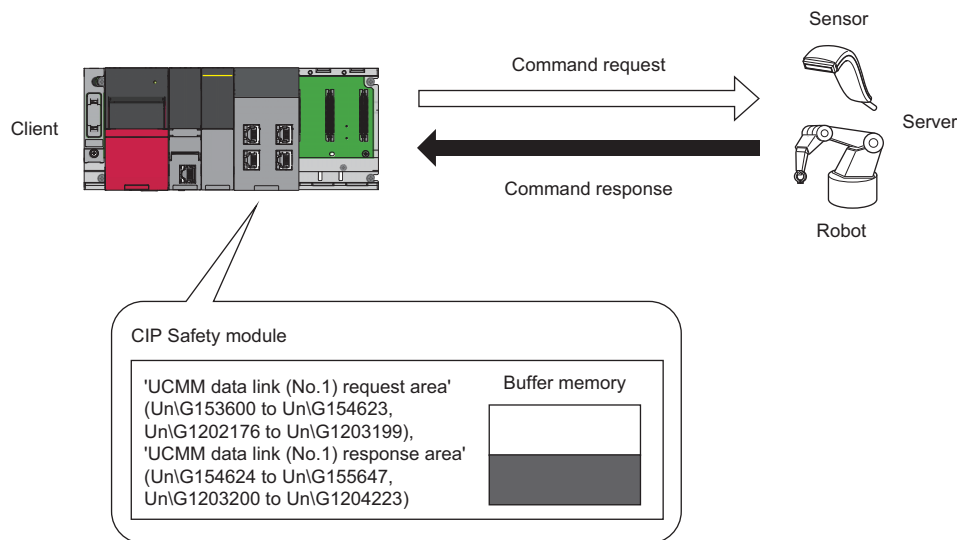 Sensor
Command request
Client
Server
Command response
Robot
CIP Safety module
'UCMM data link (No.1) request area'
(Un\G153600 to Un\G154623,
Un\G1202176 to Un\G1203199),
'UCMM data link (No.1) response area'
(Un\G154624 to Un\G155647,
Un\G1203200 to Un\G1204223)
Buffer memory